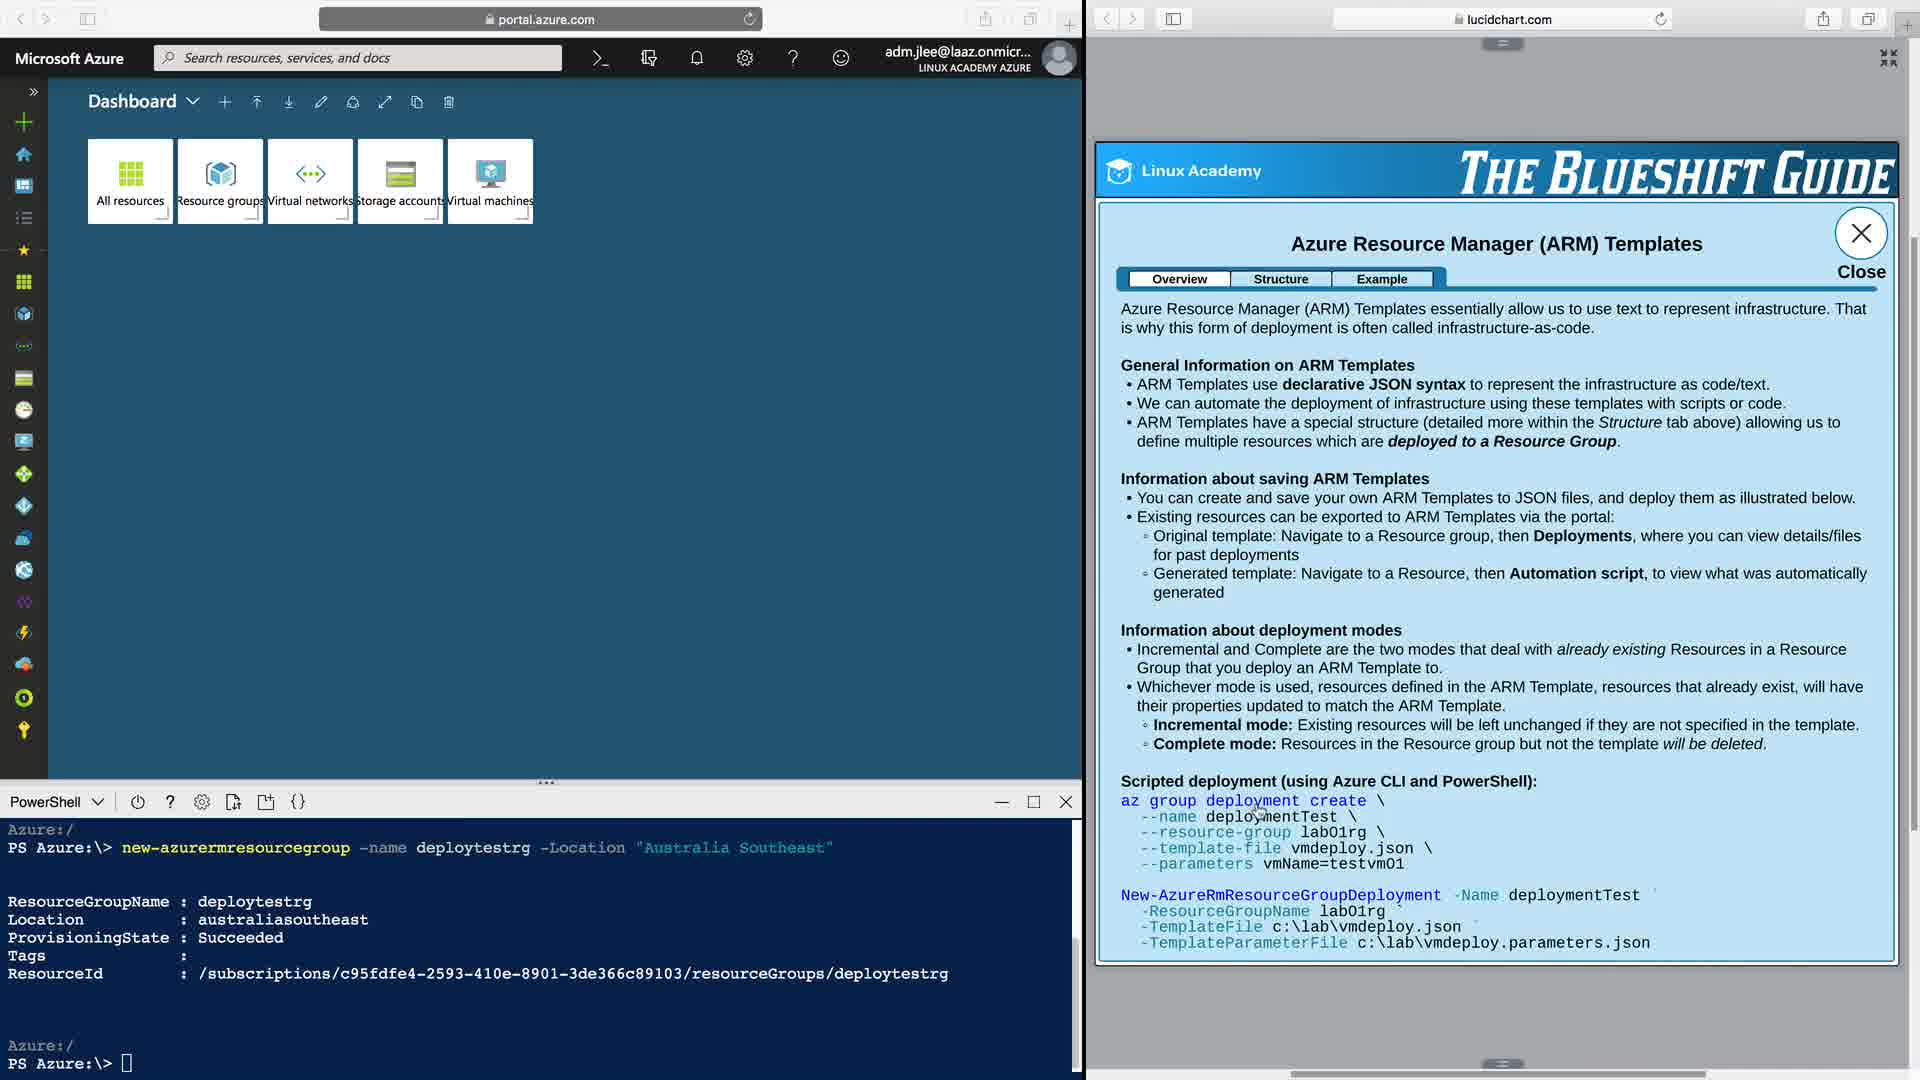 portal.azure.com
Microsoft Azure
Search resources, services, and docs
adm.jlee@laaz.onmicr...
LINUX ACADEMY AZURE
Dashboard
All resources
Resource groups
Virtual networks
Storage accounts
Virtual machines
PowerShell
Azure:/
PS Azure:\> new-azurermresourcegroup -name deploytestrg -Location "Australia Southeast"
ResourceGroupName : deploytestrg
Location : australiasoutheast
ProvisioningState : Succeeded
Tags :
ResourceId : /subscriptions/c95fdfe4-2593-410e-8901-3de366c89103/resourceGroups/deploytestrg
Azure:/
PS Azure:\>
lucidchart.com
Linux Academy
THE BLUESHIFT GUIDE
Azure Resource Manager (ARM) Templates
Close
Overview
Structure
Example
Azure Resource Manager (ARM) Templates essentially allow us to use text to represent infrastructure. That
is why this form of deployment is often called infrastructure-as-code.
General Information on ARM Templates
• ARM Templates use declarative JSON syntax to represent the infrastructure as code/text.
• We can automate the deployment of infrastructure using these templates with scripts or code.
• ARM Templates have a special structure (detailed more within the Structure tab above) allowing us to
define multiple resources which are deployed to a Resource Group.
Information about saving ARM Templates
• You can create and save your own ARM Templates to JSON files, and deploy them as illustrated below.
• Existing resources can be exported to ARM Templates via the portal:
◦ Original template: Navigate to a Resource group, then Deployments, where you can view details/files
for past deployments
◦ Generated template: Navigate to a Resource, then Automation script, to view what was automatically
generated
Information about deployment modes
• Incremental and Complete are the two modes that deal with already existing Resources in a Resource
Group that you deploy an ARM Template to.
• Whichever mode is used, resources defined in the ARM Template, resources that already exist, will have
their properties updated to match the ARM Template.
◦ Incremental mode: Existing resources will be left unchanged if they are not specified in the template.
◦ Complete mode: Resources in the Resource group but not the template will be deleted.
Scripted deployment (using Azure CLI and PowerShell):
az group deployment create \
--name deploymentTest \
--resource-group lab01rg \
--template-file vmdeploy.json \
--parameters vmName=testvm01
New-AzureRmResourceGroupDeployment -Name deploymentTest `
-ResourceGroupName lab01rg `
-TemplateFile c:\lab\vmdeploy.json `
-TemplateParameterFile c:\lab\vmdeploy.parameters.json